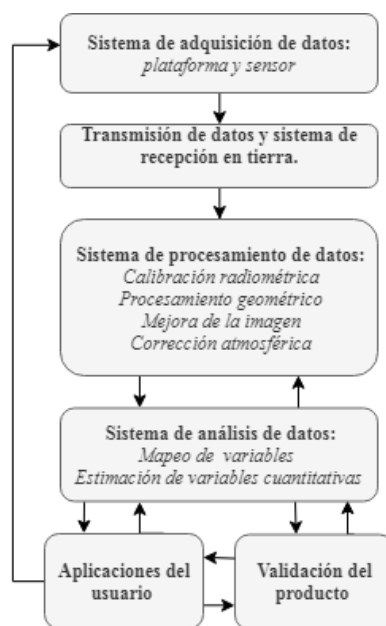 Sistema de adquisición de datos:
plataforma y sensor
Transmisión de datos y sistema de
recepción en tierra.
Sistema de procesamiento de datos:
Calibración radiométrica
Procesamiento geométrico
Mejora de la imagen
Corrección atmosférica
Sistema de análisis de datos:
Mapeo de variables
Estimación de variables cuantitativas
Aplicaciones del
usuario
Validación del
producto